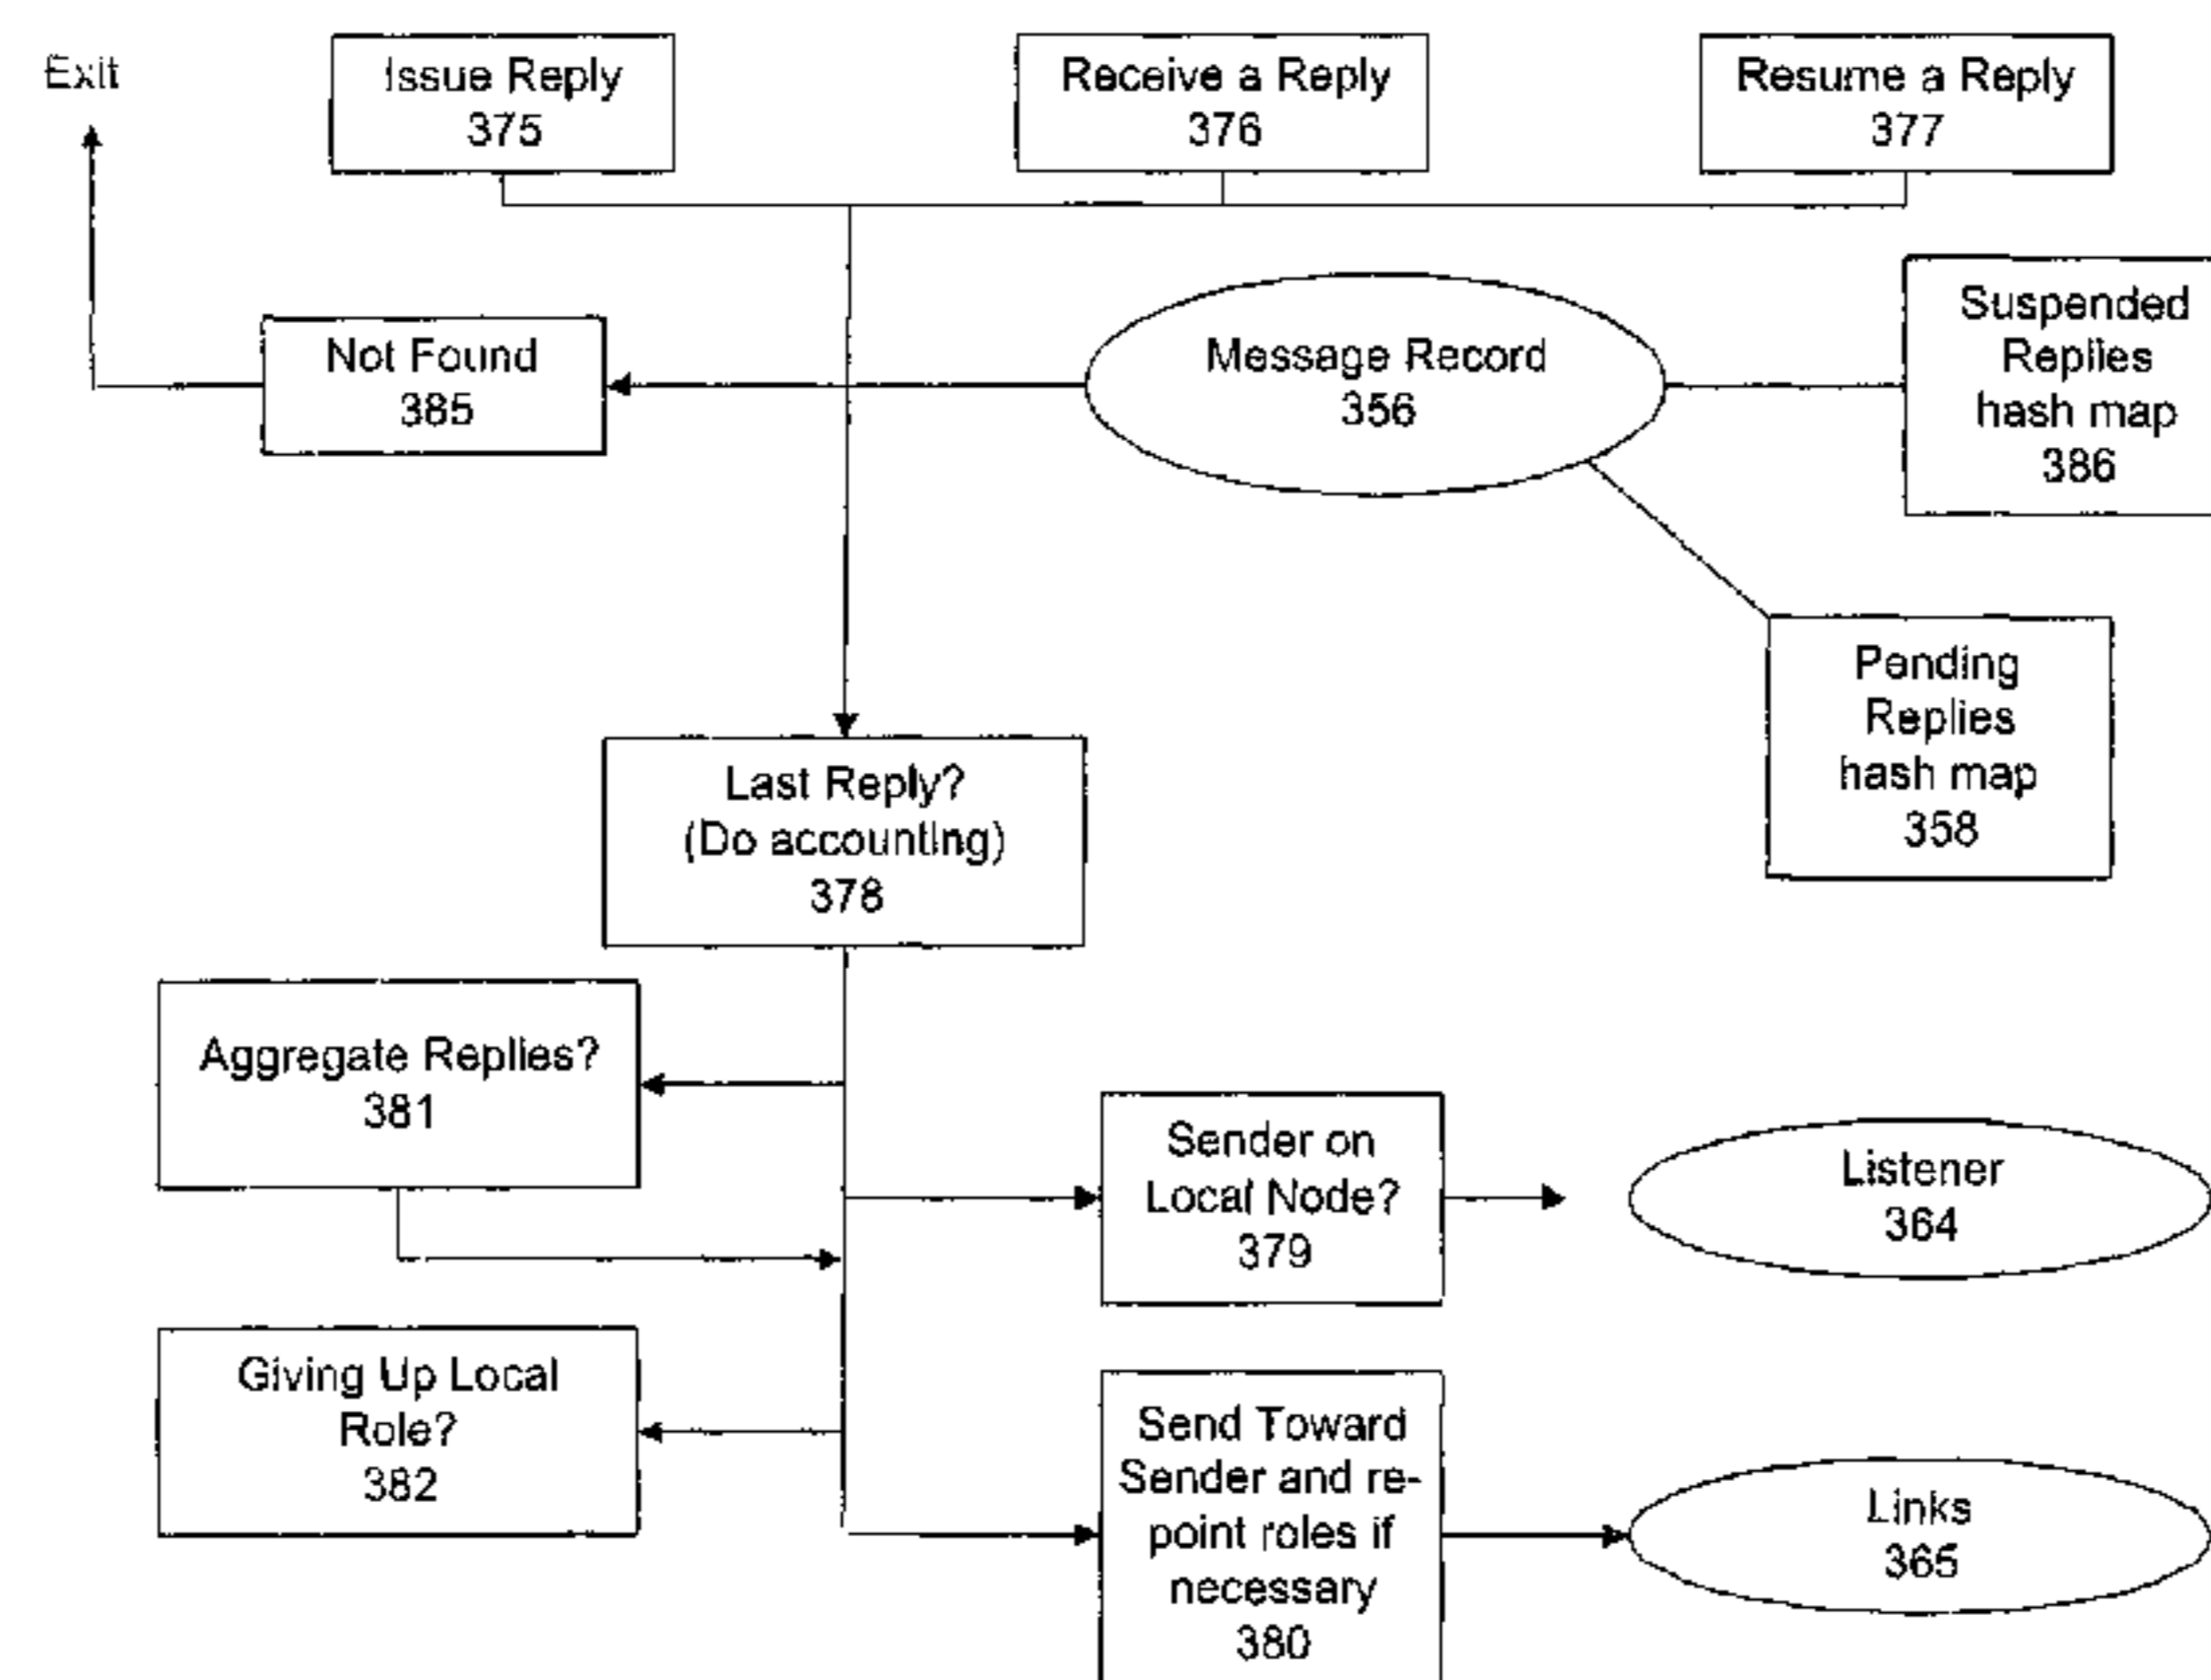 Exit
Issue Reply
375
Receive a Reply
376
Resume a Reply
377
Not Found
385
Message Record
356
Suspended
Replies
hash map
386
Pending
Replies
hash map
358
Last Reply?
(Do accounting)
378
Aggregate Replies?
381
Sender on
Local Node?
379
Listener
364
Giving Up Local
Role?
382
Send Toward
Sender and re-
point roles if
necessary
380
Links
365